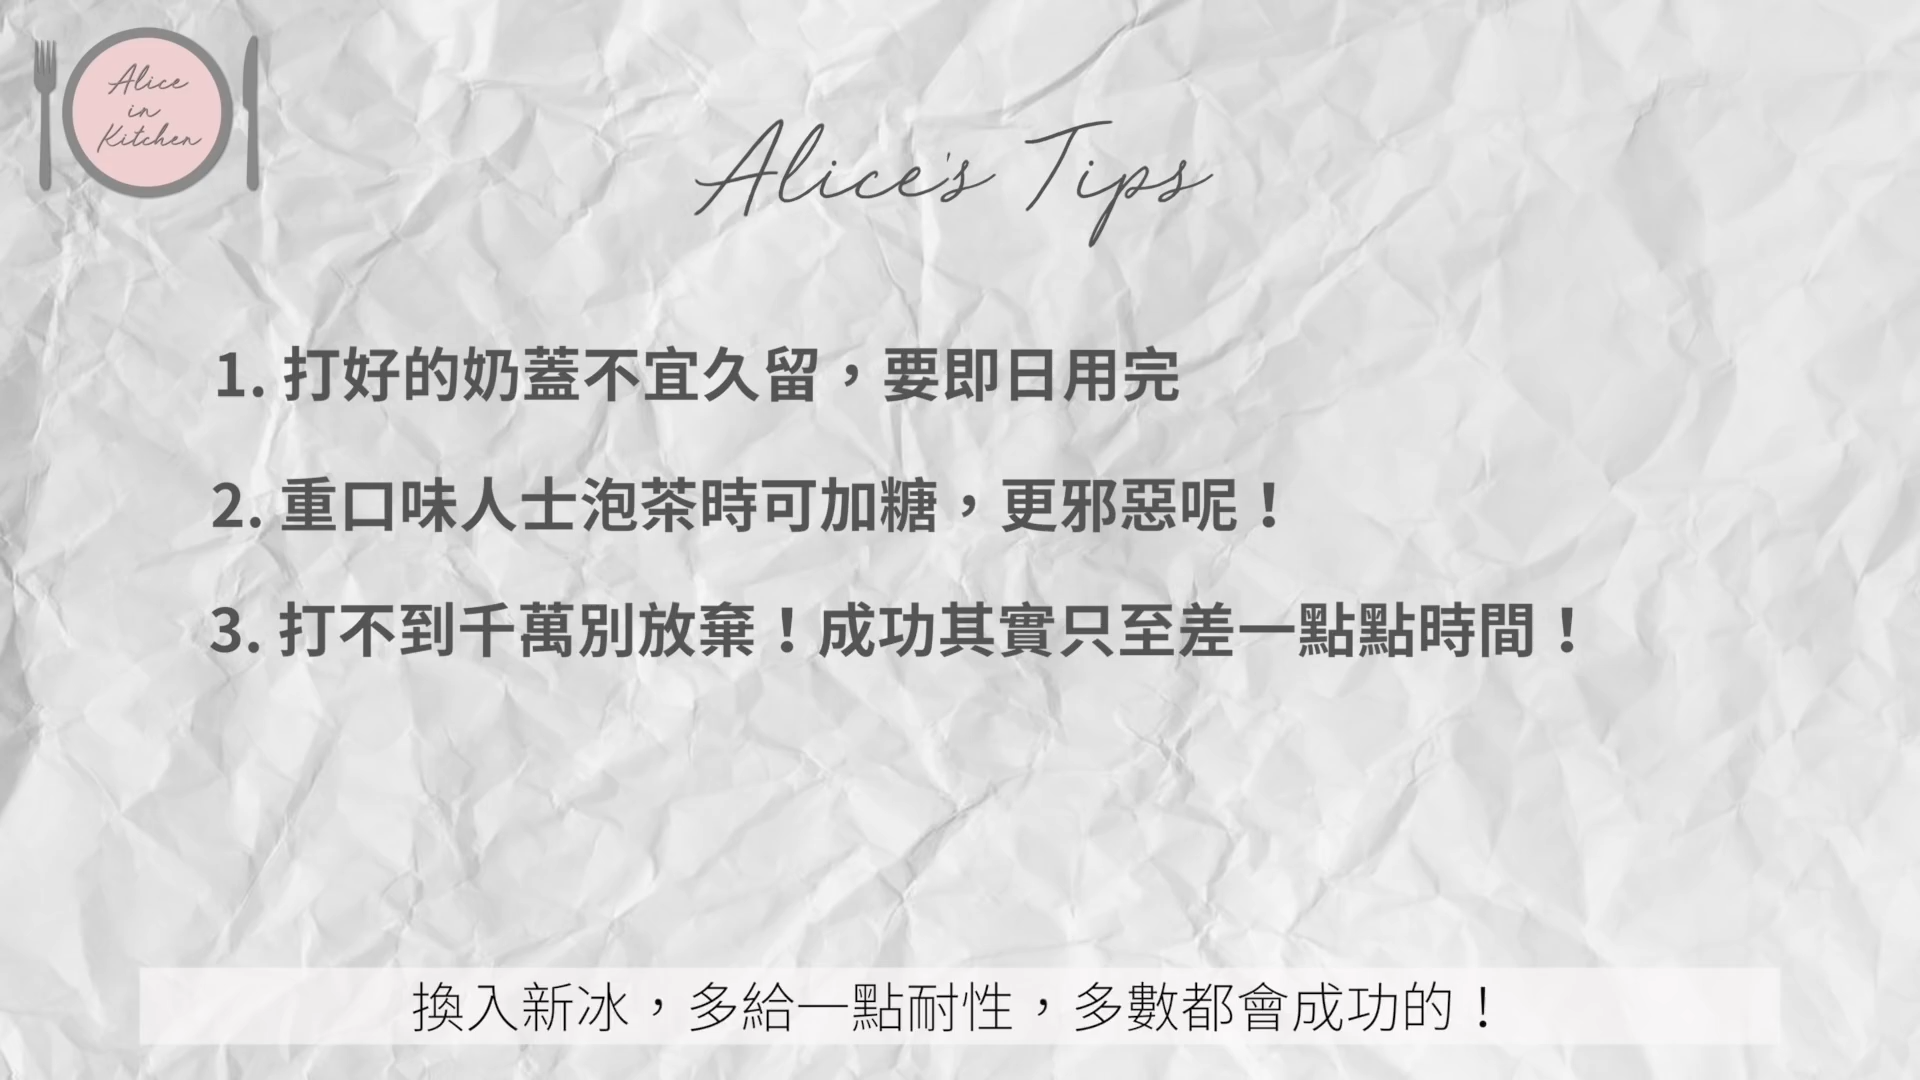 Alice
in
Kitchen
Alice's Tips
1. 打好的奶蓋不宜久留，要即日用完
2. 重口味人士泡茶時可加糖，更邪惡呢！
3. 打不到千萬別放棄！成功其實只至差一點點時間！
換入新冰，多給一點耐性，多數都會成功的！